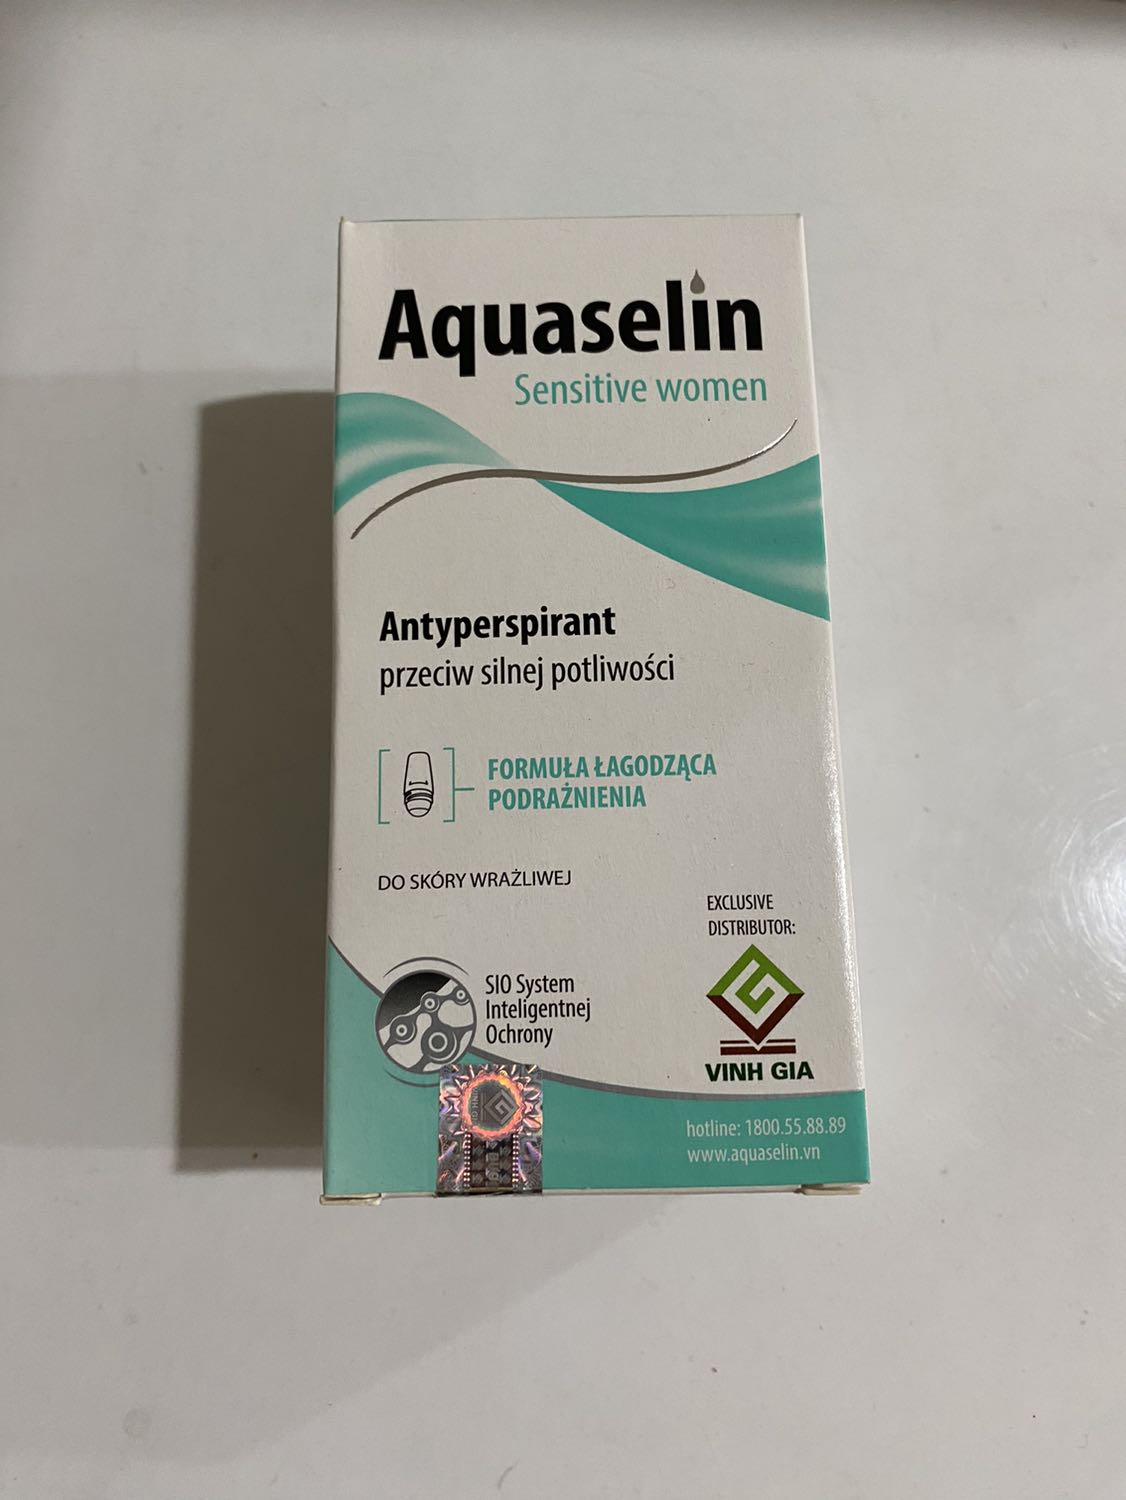 Aquaselin
Sensitive women
Antyperspirant
przeciw silnej potliwości
FORMUŁA ŁAGODZĄCA
PODRAŻNIENIA
DO SKÓRY WRAŻLIWEJ
EXCLUSIVE
DISTRIBUTOR:
SIO System
Inteligentnej
Ochrony
VINH GIA
hotline: 1800.55.88.89
www.aquaselin.vn